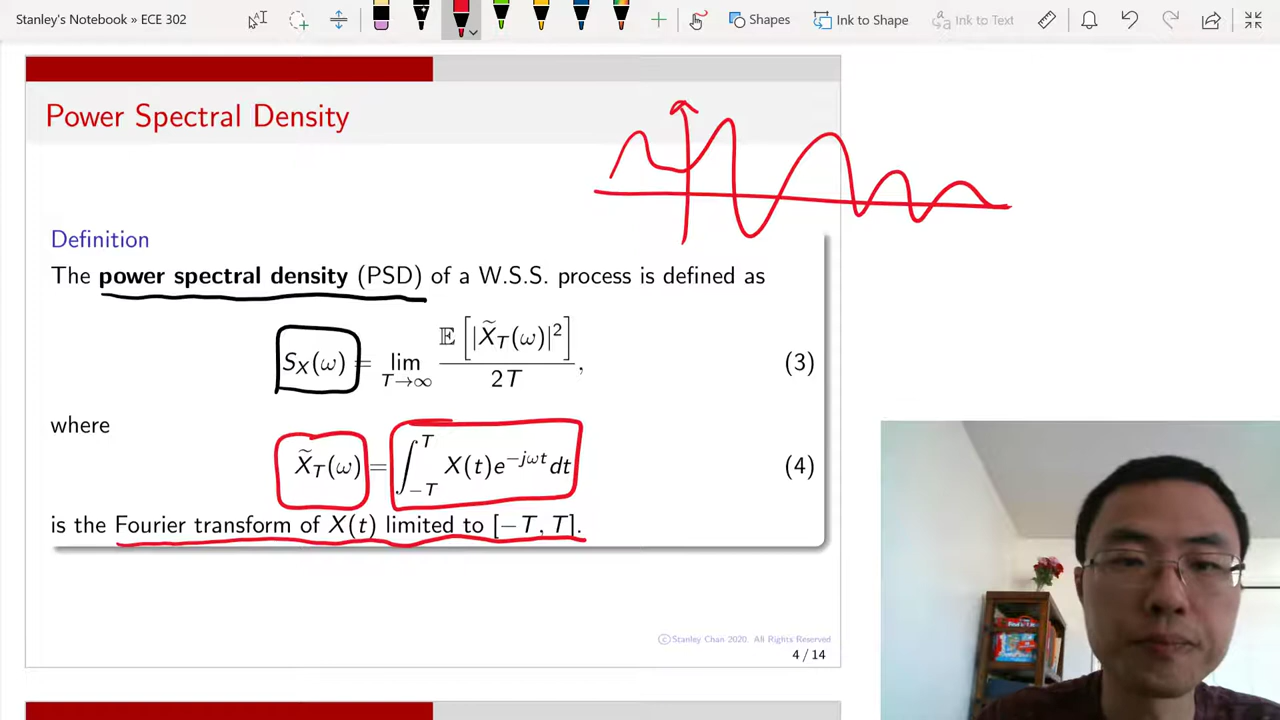 Stanley's Notebook » ECE 302
Shapes
Ink to Shape
Ink to Text
Power Spectral Density
Definition
The power spectral density (PSD) of a W.S.S. process is defined as
S_X(ω) = lim_{T→∞} 𝔼[|X̃_T(ω)|²] / 2T, (3)
where
X̃_T(ω) = ∫_{-T}^{T} X(t)e^{-jωt}dt (4)
is the Fourier transform of X(t) limited to [−T, T].
©Stanley Chan 2020. All Rights Reserved
4 / 14